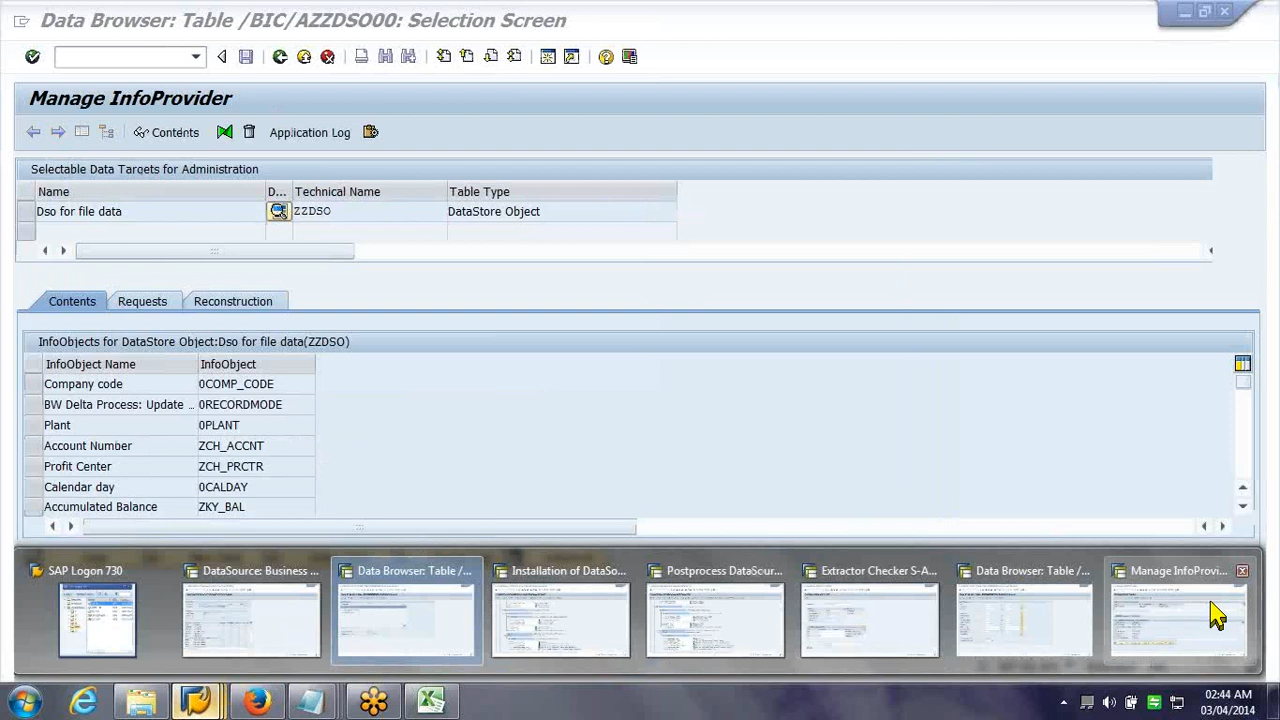 Data Browser: Table /BIC/AZZDSO00: Selection Screen
Manage InfoProvider
Contents
Application Log
Selectable Data Targets for Administration
Name D... Technical Name Table Type
Dso for file data ZZDSO DataStore Object
Contents Requests Reconstruction
InfoObjects for DataStore Object:Dso for file data(ZZDSO)
InfoObject Name InfoObject
Company code 0COMP_CODE
BW Delta Process: Update ... 0RECORDMODE
Plant 0PLANT
Account Number ZCH_ACCNT
Profit Center ZCH_PRCTR
Calendar day 0CALDAY
Accumulated Balance ZKY_BAL
SAP Logon 730 DataSource: Business ... Data Browser: Table /... Installation of DataSo... Postprocess DataSour... Extractor Checker S-A... Data Browser: Table /... Manage InfoProvi...
02:44 AM
03/04/2014